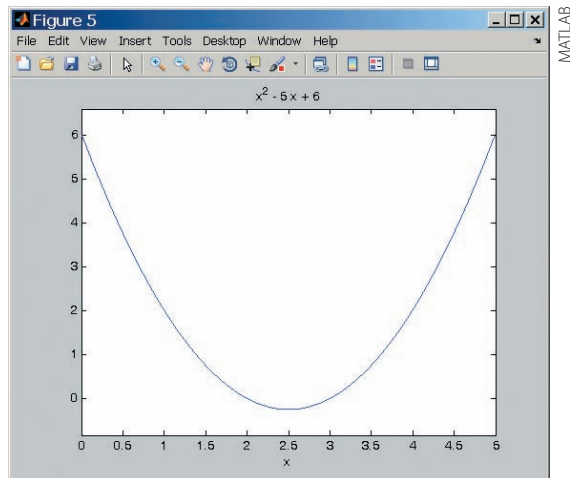 Figure 5
File Edit View Insert Tools Desktop Window Help
x² - 5x + 6
6
5
4
3
2
1
0
0 0.5 1 1.5 2 2.5 3 3.5 4 4.5 5
x
MATLAB